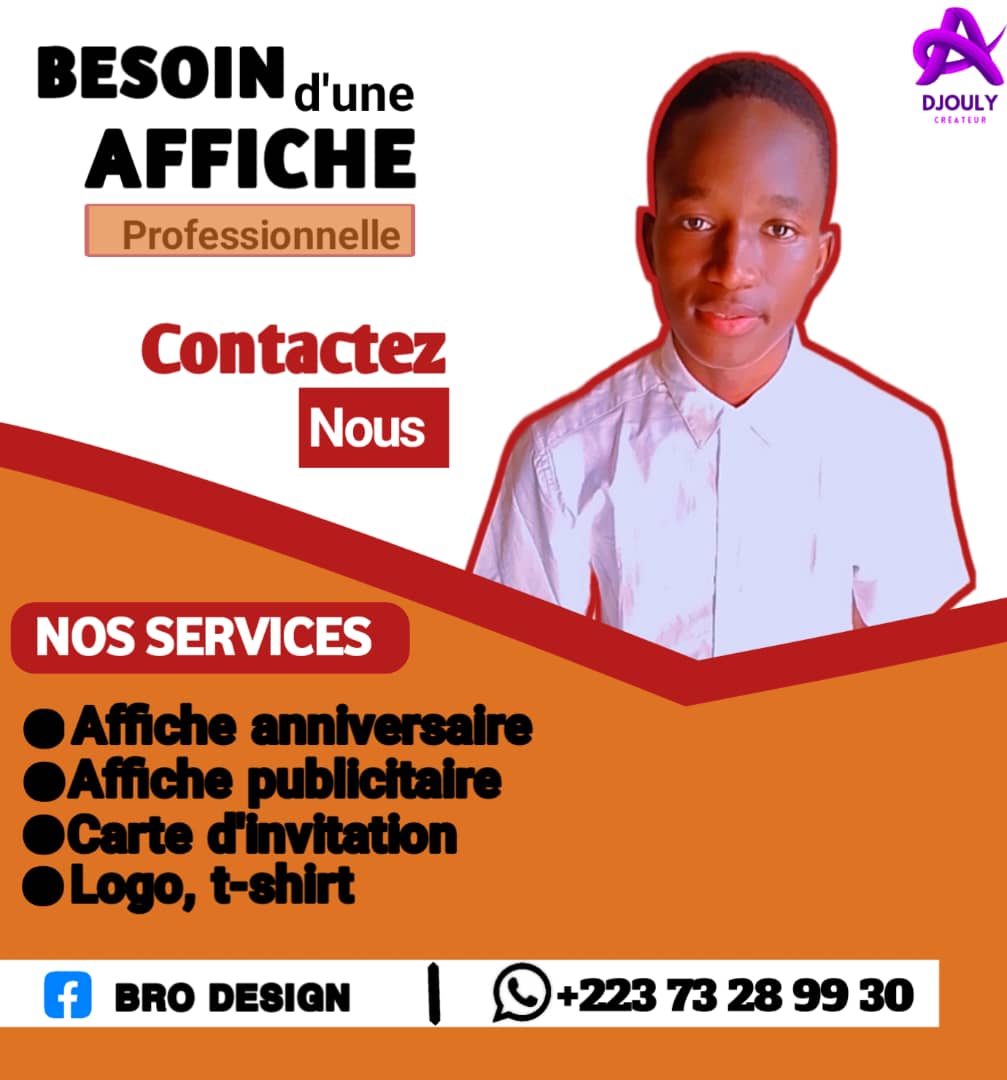 BESOIN d'une
AFFICHE
Professionnelle
DJOULY
CRÉATEUR
Contactez
Nous
NOS SERVICES
●Affiche anniversaire
●Affiche publicitaire
●Carte d'invitation
●Logo, t-shirt
BRO DESIGN | +223 73 28 99 30